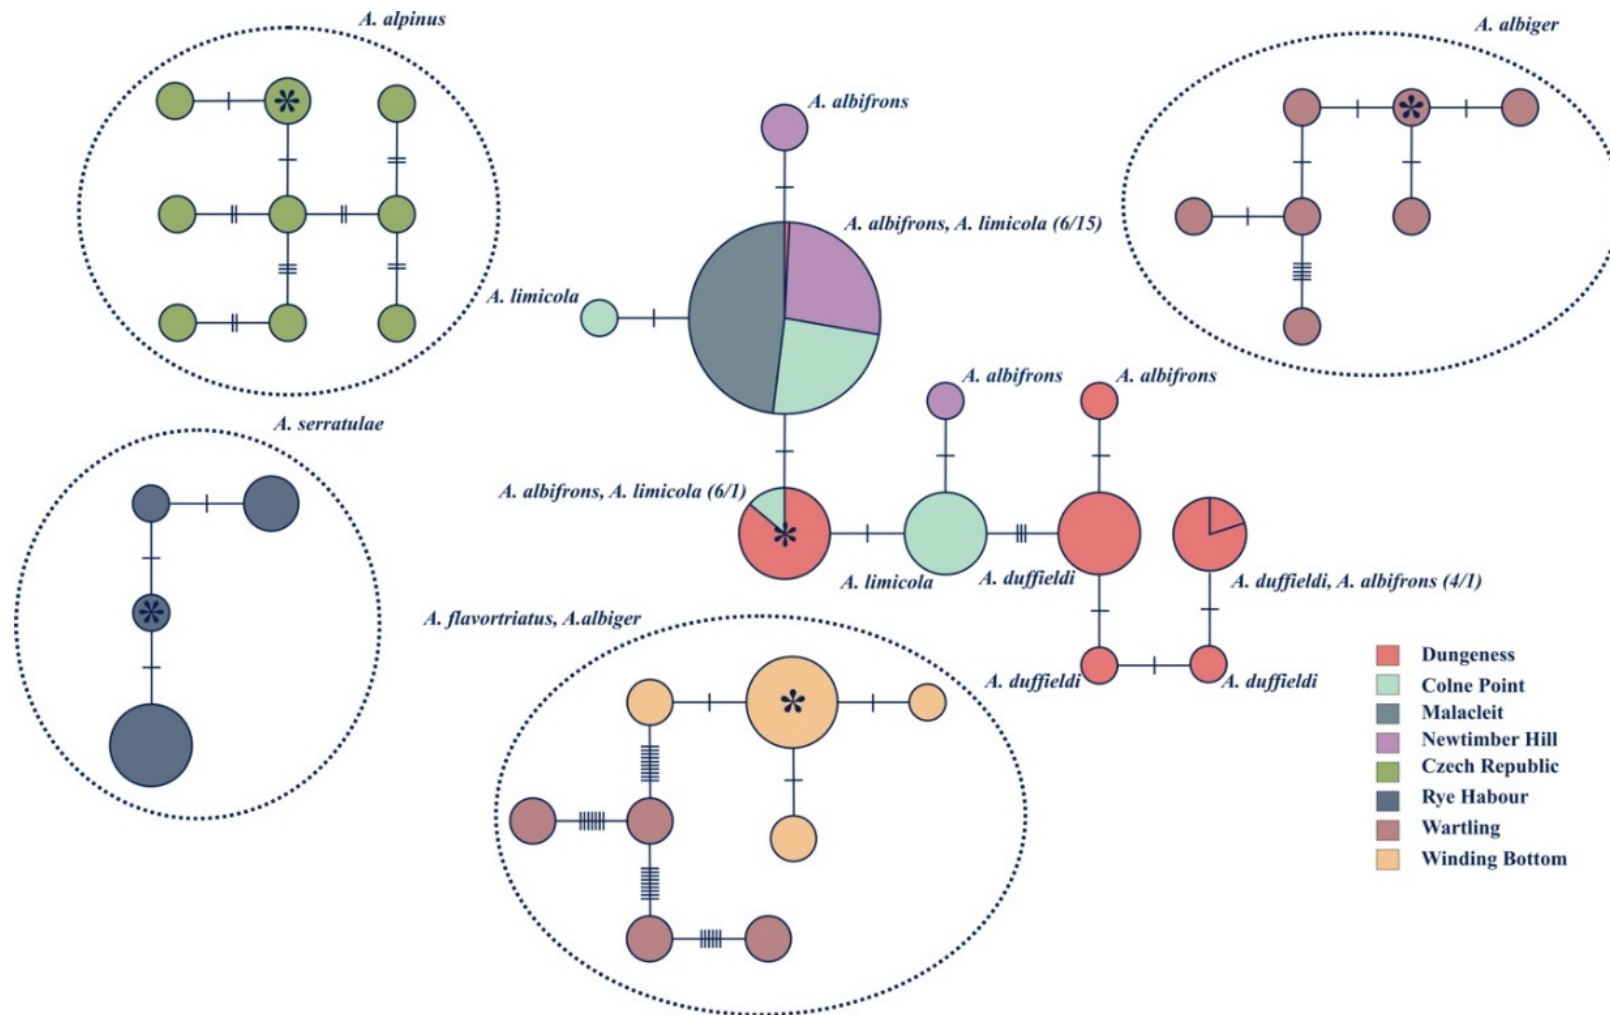 A. alpinus
A. albiger
A. albifrons
A. albifrons, A. limicola (6/15)
A. limicola
A. albifrons
A. albifrons
A. serratulae
A. albifrons, A. limicola (6/1)
A. limicola
A. duffieldi
A. duffieldi, A. albifrons (4/1)
A. flavortriatus, A.albiger
A. duffieldi
A. duffieldi
Dungeness
Colne Point
Malacleit
Newtimber Hill
Czech Republic
Rye Habour
Wartling
Winding Bottom